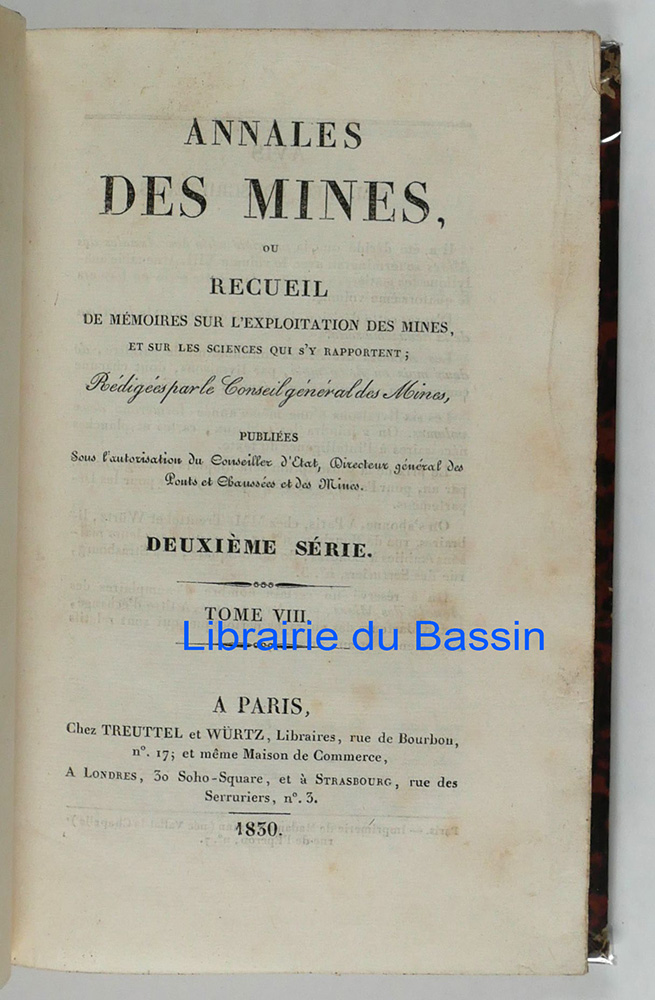 ANNALES
DES MINES,
OU
RECUEIL
DE MÉMOIRES SUR L'EXPLOITATION DES MINES,
ET SUR LES SCIENCES QUI S'Y RAPPORTENT;
Rédigées par le Conseil général des Mines,
PUBLIÉES
Sous l'autorisation du Conseiller d'Etat, Directeur général des
Ponts et Chaussées et des Mines.
DEUXIÈME SÉRIE.
TOME VIII
Librairie du Bassin
A PARIS,
Chez TREUTTEL et WÜRTZ, Libraires, rue de Bourbon,
n°. 17; et même Maison de Commerce,
A LONDRES, 30 Soho-Square, et à STRASBOURG, rue des
Serruriers, n°. 3.
1830.